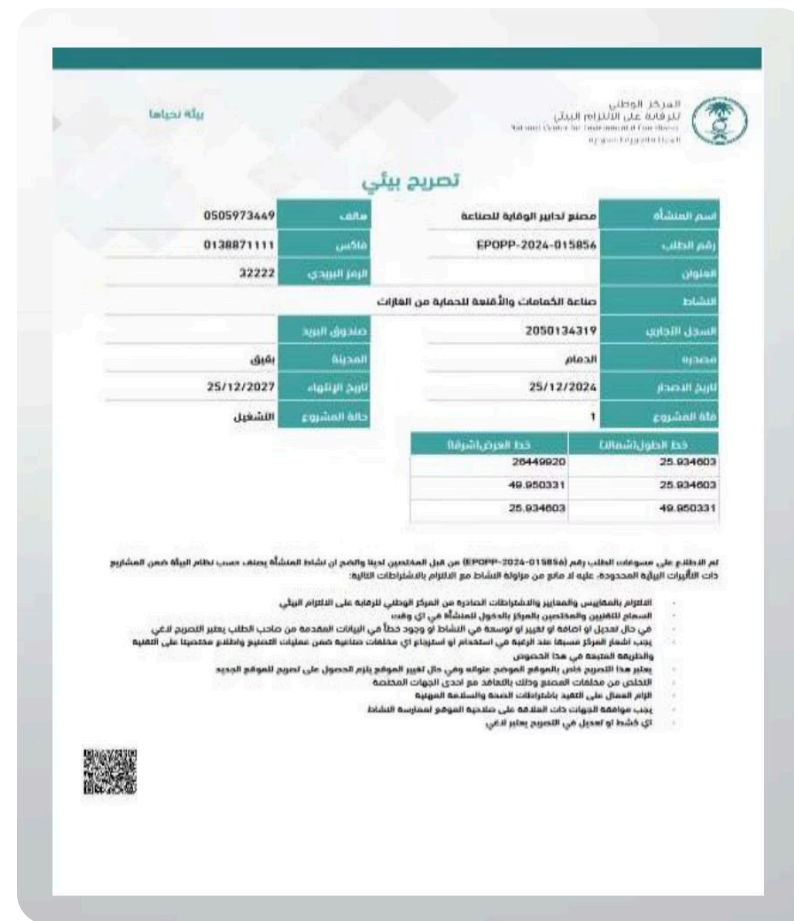 المركز الوطني
للرقابة على الالتزام البيئي
National Center for Environmental Compliance
بيئة نحياها
تصريح بيئي
اسم المنشأة مصنع تدابير الوقاية للصناعة هاتف 0505973449
رقم الطلب EPOPP-2024-015856 فاكس 0138871111
العنوان الرمز البريدي 32222
النشاط صناعة الكمامات والأقنعة للحماية من الغازات
السجل التجاري 2050134319 صندوق البريد
مصدره الدمام المدينة بقيق
تاريخ الاصدار 25/12/2024 تاريخ الإنتهاء 25/12/2027
فئة المشروع 1 حالة المشروع التشغيل
خط الطول(شمالا) خط العرض(شرقا)
25.934603 26449920
25.934603 49.950331
49.950331 25.934603
تم الاطلاع على مسوغات الطلب رقم (EPOPP-2024-015856) من قبل المختصين لدينا واتضح ان نشاط المنشأة يصنف حسب نظام البيئة ضمن المشاريع
ذات التأثيرات البيئية المحدودة، عليه لا مانع من مزاولة النشاط مع الالتزام بالاشتراطات التالية:
- الالتزام بالمقاييس والمعايير والاشتراطات الصادرة من المركز الوطني للرقابة على الالتزام البيئي
- السماح للتفنيين والمختصين بالمركز بالدخول للمنشأة في اي وقت
- في حال تعديل او اضافة او تغيير او توسعة في النشاط او وجود خطأ في البيانات المقدمة من صاحب الطلب يعتبر التصريح لاغي
- يجب اشعار المركز مسبقا عند الرغبة في استخدام او استرجاع اي مخلفات صناعية ضمن عمليات التصنيع واطلاع مختصينا على التقنية
والطريقة المتبعة في هذا الخصوص
- يعتبر هذا التصريح خاص بالموقع الموضح عنوانه وفي حال تغيير الموقع يلزم الحصول على تصريح للموقع الجديد
- التخلص من مخلفات المصنع وذلك بالتعاقد مع احدى الجهات المختصة
- الزام العمال على التقيد باشتراطات الصحة والسلامة المهنية
- يجب موافقة الجهات ذات العلاقة على صلاحية الموقع لممارسة النشاط
- اي كشط او تعديل في التصريح يعتبر لاغي